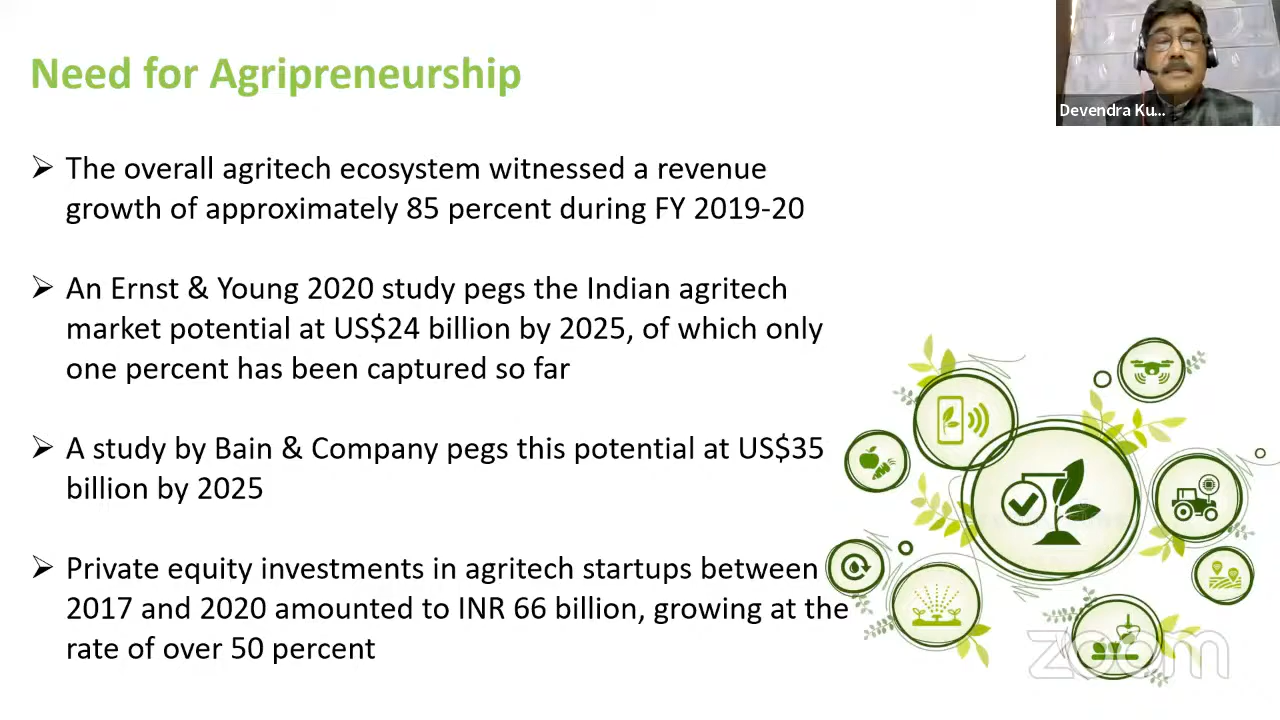 Need for Agripreneurship
Devendra Ku...
➢ The overall agritech ecosystem witnessed a revenue
growth of approximately 85 percent during FY 2019-20
➢ An Ernst & Young 2020 study pegs the Indian agritech
market potential at US$24 billion by 2025, of which only
one percent has been captured so far
➢ A study by Bain & Company pegs this potential at US$35
billion by 2025
➢ Private equity investments in agritech startups between
2017 and 2020 amounted to INR 66 billion, growing at the
rate of over 50 percent
zoom